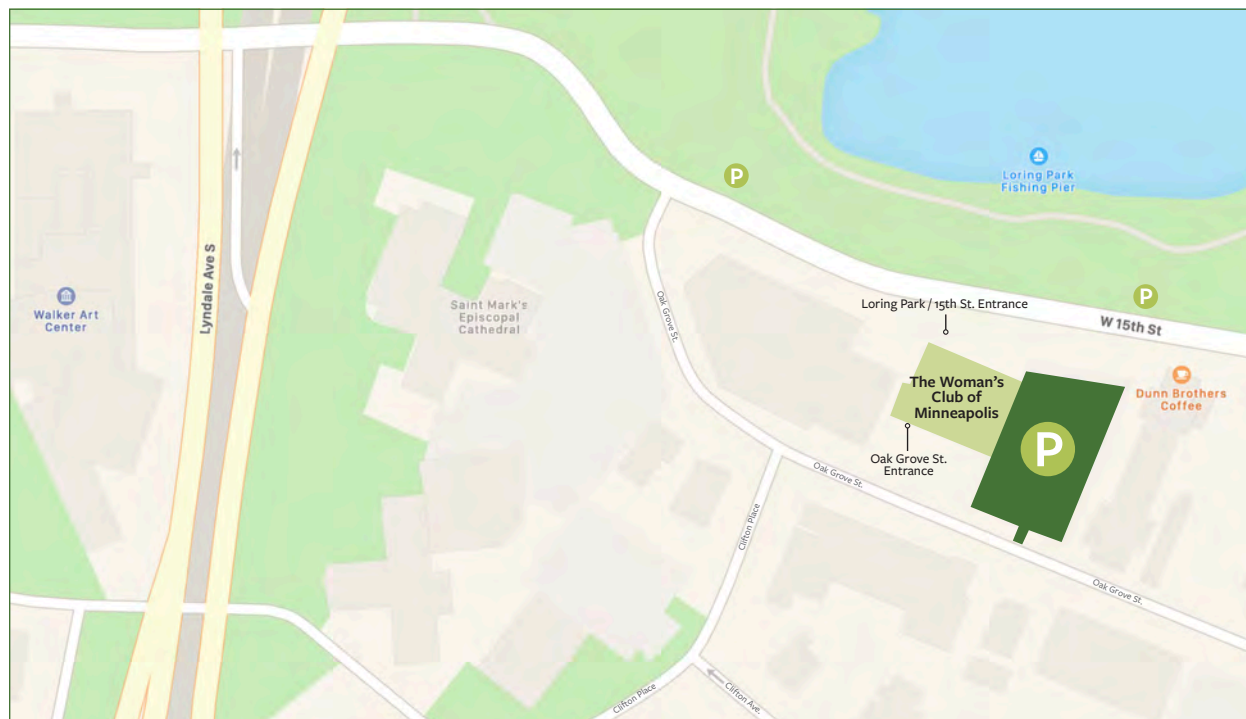 P
Loring Park
Fishing Pier
Lyndale Ave S
Walker Art
Center
Saint Mark's
Episcopal
Cathedral
Oak Grove St.
Loring Park / 15th St. Entrance
P
W 15th St
The Woman's
Club of
Minneapolis
Dunn Brothers
Coffee
P
Oak Grove St.
Entrance
Oak Grove St.
Clifton Place
Oak Grove St.
Clifton Place
Clifton Ave.